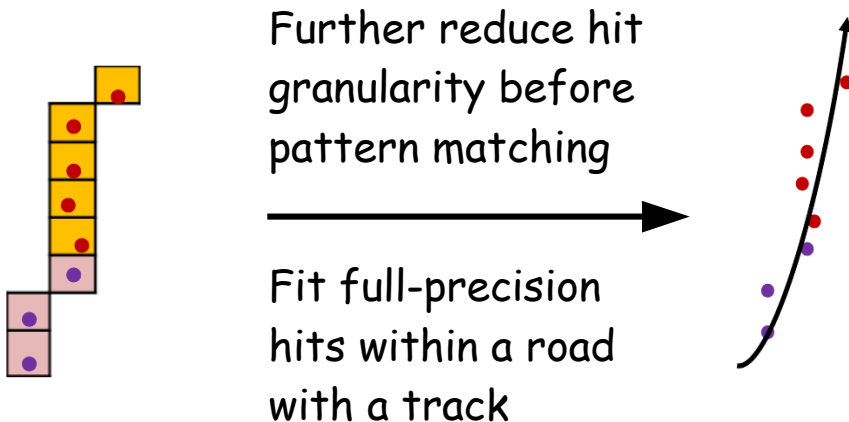 Further reduce hit
granularity before
pattern matching
Fit full-precision
hits within a road
with a track